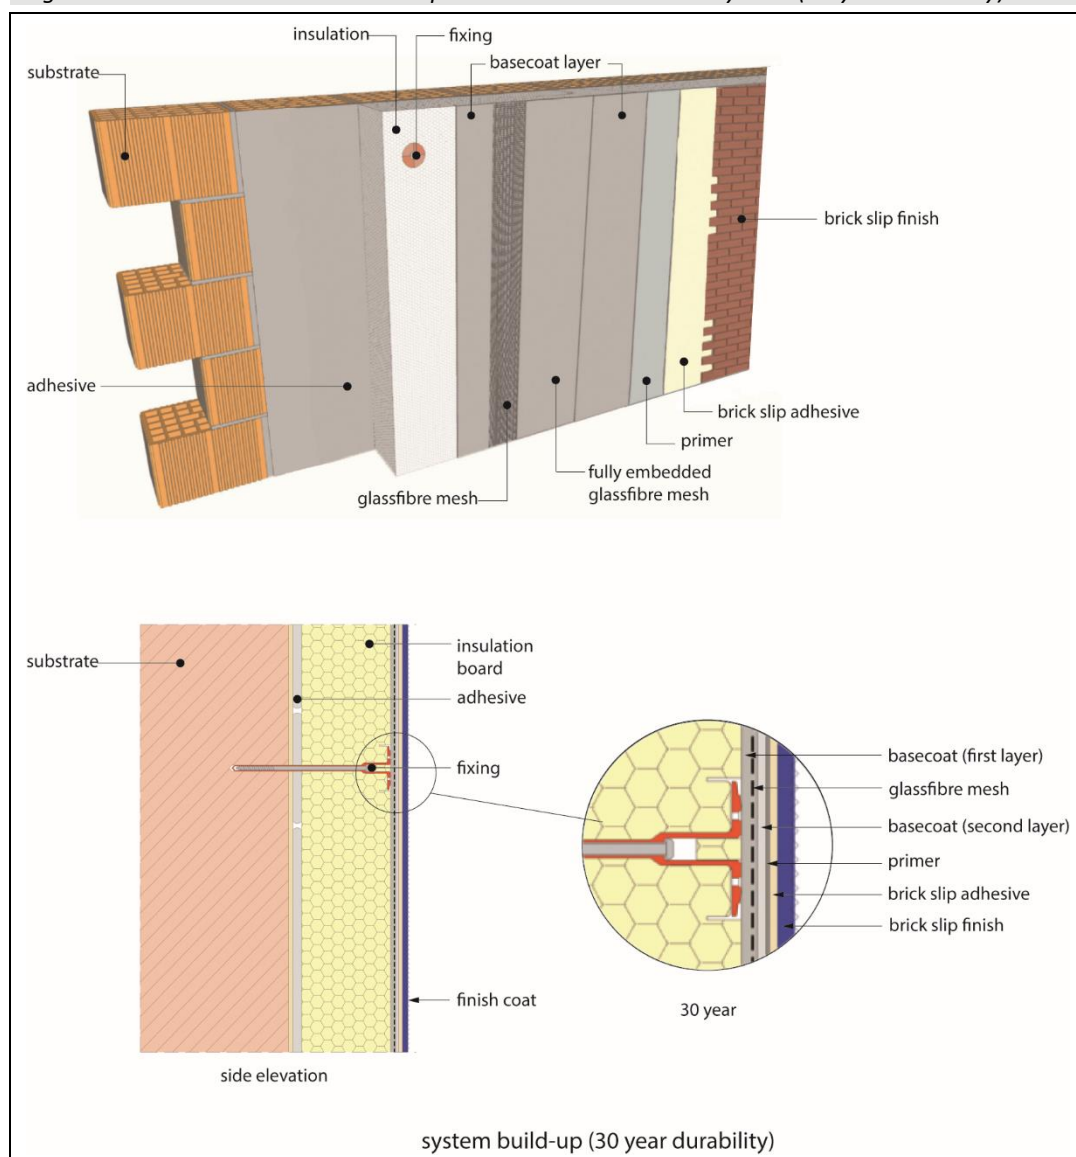 insulation
fixing
substrate
basecoat layer
brick slip finish
adhesive
brick slip adhesive
primer
fully embedded
glassfibre mesh
glassfibre mesh
substrate
insulation
board
adhesive
fixing
basecoat (first layer)
glassfibre mesh
basecoat (second layer)
primer
brick slip adhesive
brick slip finish
finish coat
30 year
side elevation
system build-up (30 year durability)